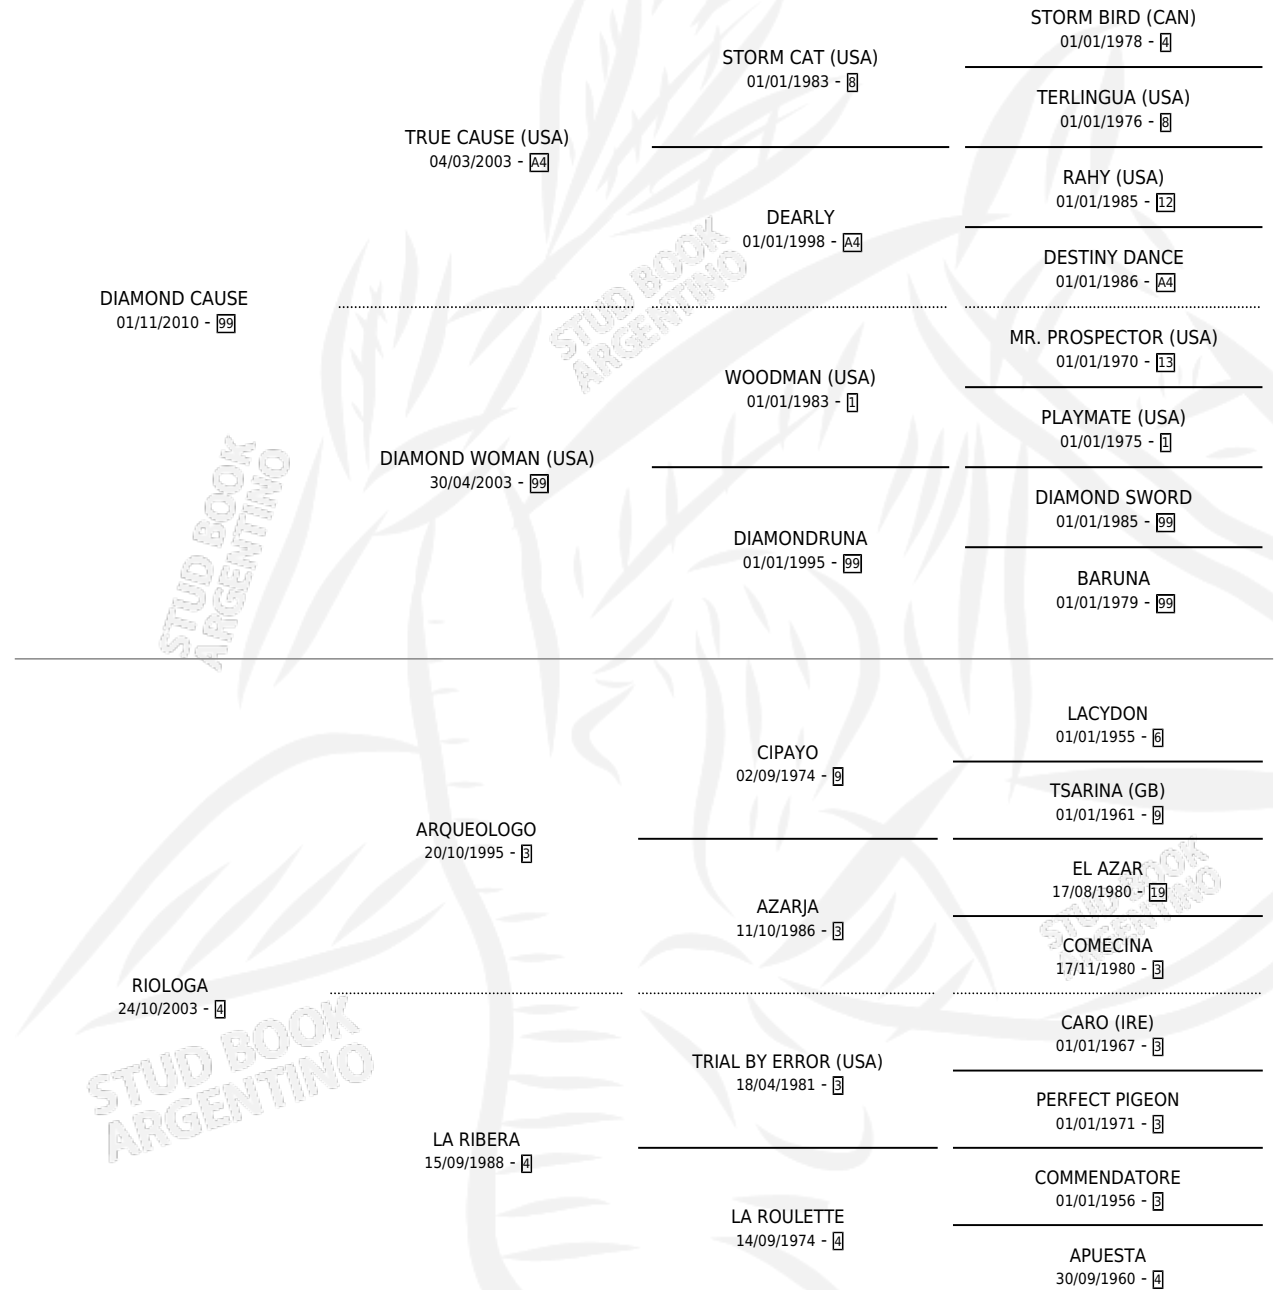 STORM BIRD (CAN)
01/01/1978 - 4
STORM CAT (USA)
01/01/1983 - 8
TERLINGUA (USA)
01/01/1976 - 8
TRUE CAUSE (USA)
04/03/2003 - A4
RAHY (USA)
01/01/1985 - 12
DEARLY
01/01/1998 - A4
DESTINY DANCE
01/01/1986 - A4
DIAMOND CAUSE
01/11/2010 - 99
MR. PROSPECTOR (USA)
01/01/1970 - 13
WOODMAN (USA)
01/01/1983 - 1
PLAYMATE (USA)
01/01/1975 - 1
DIAMOND WOMAN (USA)
30/04/2003 - 99
DIAMOND SWORD
01/01/1985 - 99
DIAMONDRUNA
01/01/1995 - 99
BARUNA
01/01/1979 - 99
STUD BOOK
ARGENTINO
STUD BOOK
ARGENTINO
LACYDON
01/01/1955 - 6
CIPAYO
02/09/1974 - 9
TSARINA (GB)
01/01/1961 - 9
ARQUEOLOGO
20/10/1995 - 3
EL AZAR
17/08/1980 - 19
AZARJA
11/10/1986 - 3
COMECINA
17/11/1980 - 3
RIOLOGA
24/10/2003 - 4
CARO (IRE)
01/01/1967 - 3
TRIAL BY ERROR (USA)
18/04/1981 - 3
PERFECT PIGEON
01/01/1971 - 3
LA RIBERA
15/09/1988 - 4
COMMENDATORE
01/01/1956 - 3
LA ROULETTE
14/09/1974 - 4
APUESTA
30/09/1960 - 4
STUD BOOK
ARGENTINO
STUD BOOK
ARGENTINO